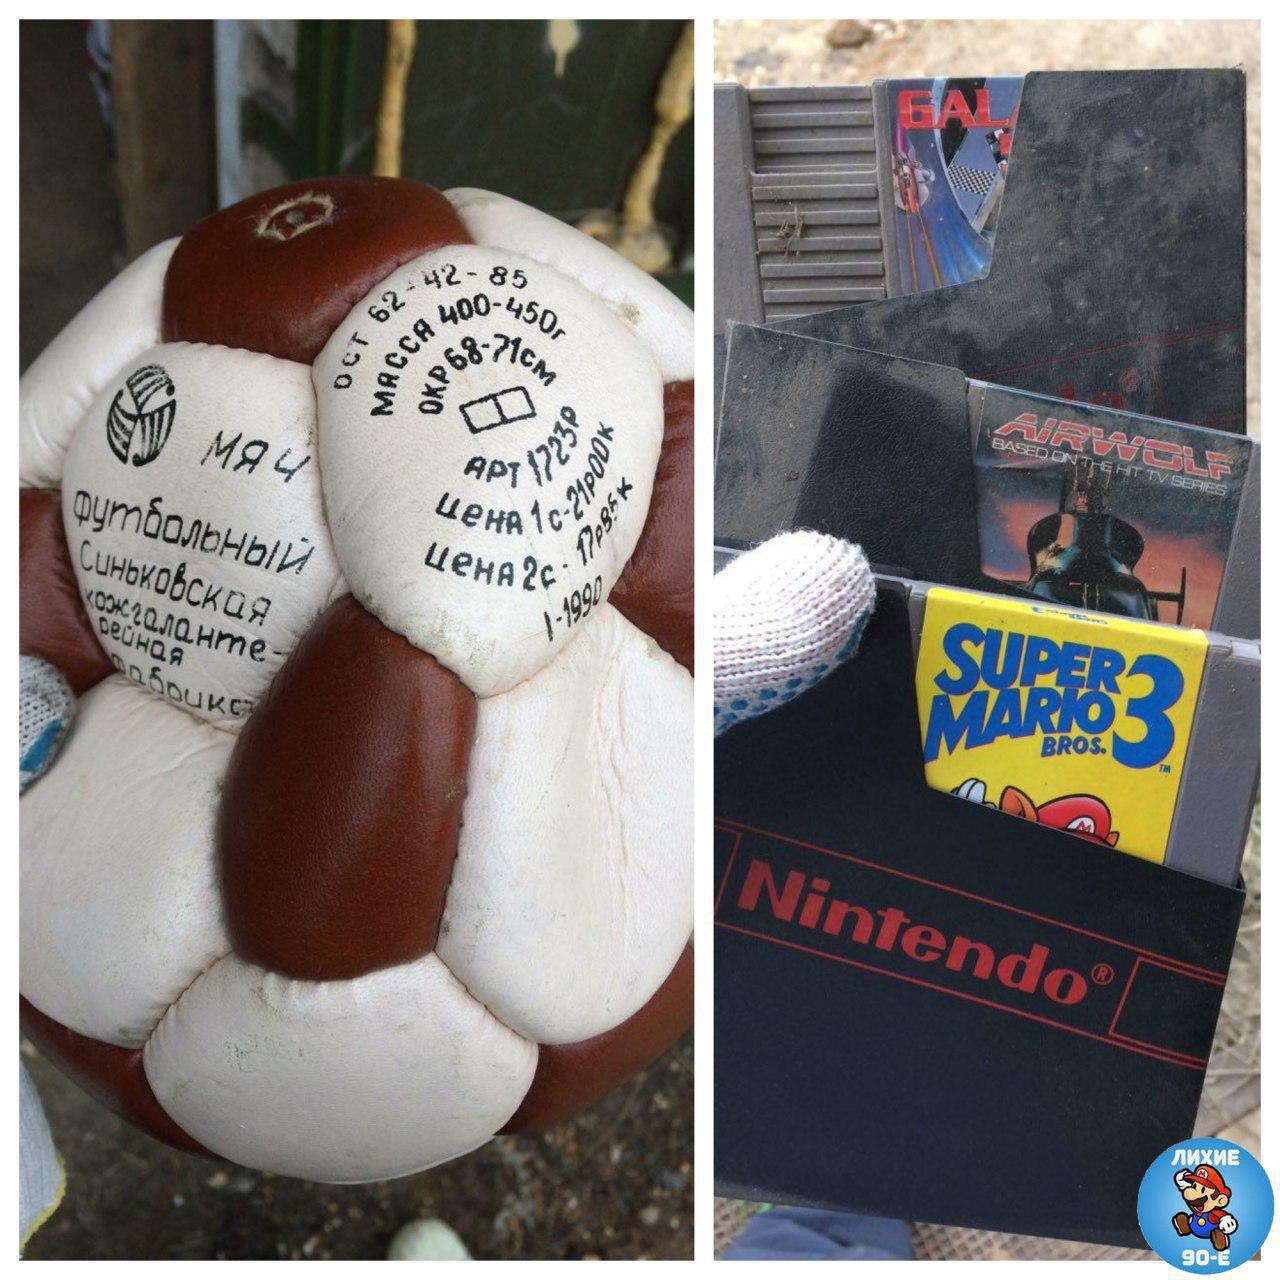 МЯЧ
футбольный
Синьковская
кожгаланте-
рейная
фабрика
ОСТ 62-42-85
МАССА 400-450г
ОКР 68-71см
АРТ 1723Р
цена 1с-21р00к
цена 2с-17р85к
I-1990
GAL
AIRWOLF
BASED ON THE HIT TV SERIES
SUPER
MARIO 3
BROS. TM
M
Nintendo®
ЛИХИЕ
90-Е